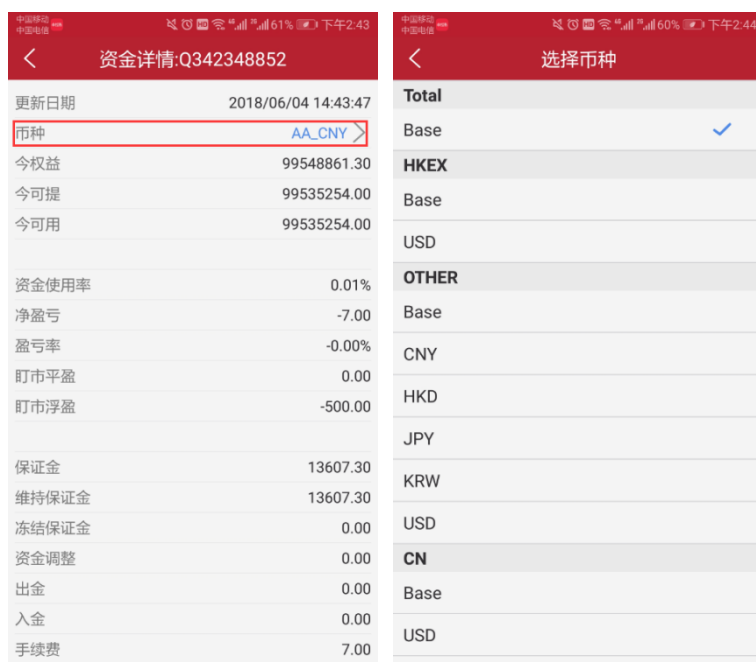 中国移动
中国电信
HD 46 26 61% 下午2:43
资金详情:Q342348852
更新日期 2018/06/04 14:43:47
币种 AA_CNY
今权益 99548861.30
今可提 99535254.00
今可用 99535254.00
资金使用率 0.01%
净盈亏 -7.00
盈亏率 -0.00%
盯市平盈 0.00
盯市浮盈 -500.00
保证金 13607.30
维持保证金 13607.30
冻结保证金 0.00
资金调整 0.00
出金 0.00
入金 0.00
手续费 7.00
中国移动
中国电信
HD 60% 下午2:44
选择币种
Total
Base
HKEX
Base
USD
OTHER
Base
CNY
HKD
JPY
KRW
USD
CN
Base
USD